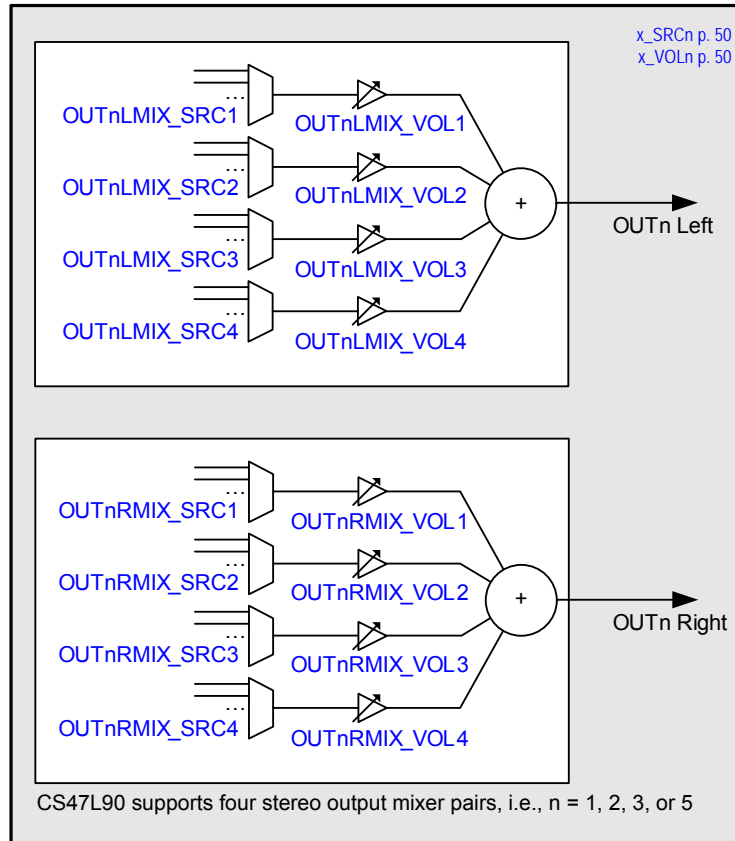 x_SRCn p. 50
x_VOLn p. 50
...
OUTnLMIX_SRC1
OUTnLMIX_VOL1
...
OUTnLMIX_SRC2
OUTnLMIX_VOL2
+
OUTn Left
...
OUTnLMIX_SRC3
OUTnLMIX_VOL3
...
OUTnLMIX_SRC4
OUTnLMIX_VOL4
...
OUTnRMIX_SRC1
OUTnRMIX_VOL1
...
OUTnRMIX_SRC2
OUTnRMIX_VOL2
+
OUTn Right
...
OUTnRMIX_SRC3
OUTnRMIX_VOL3
...
OUTnRMIX_SRC4
OUTnRMIX_VOL4
CS47L90 supports four stereo output mixer pairs, i.e., n = 1, 2, 3, or 5